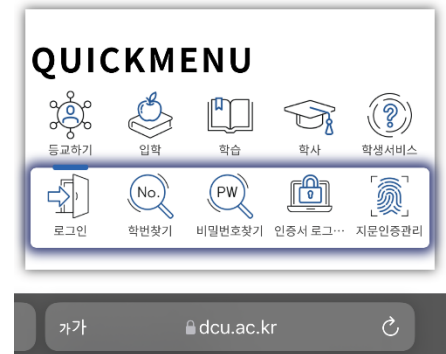 QUICKMENU
등교하기 입학 학습 학사 학생서비스
No. PW
로그인 학번찾기 비밀번호찾기 인증서 로그… 지문인증관리
가가 dcu.ac.kr